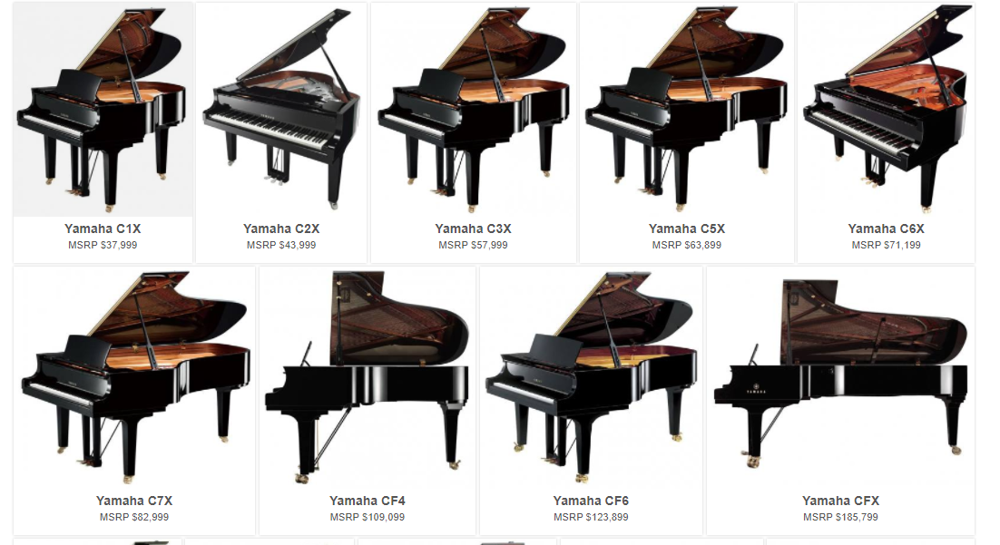 Yamaha C1X
MSRP $37,999
YAMAHA
Yamaha C2X
MSRP $43,999
Yamaha C3X
MSRP $57,999
Yamaha C5X
MSRP $63,899
Yamaha C6X
MSRP $71,199
Yamaha C7X
MSRP $82,999
Yamaha CF4
MSRP $109,099
Yamaha CF6
MSRP $123,899
YAMAHA
Yamaha CFX
MSRP $185,799